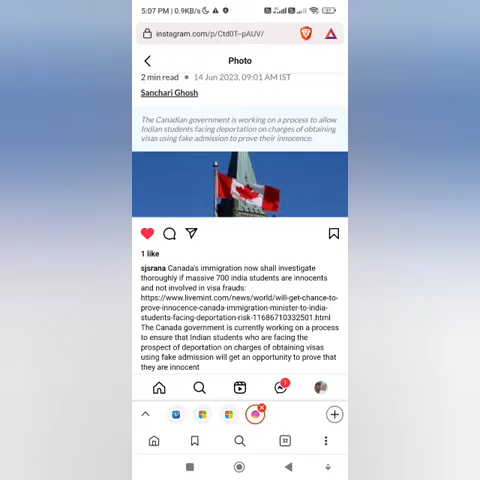 5:07 PM | 0.9KB/s
87
instagram.com/p/Ctd0T-pAUV/
Photo
2 min read • 14 Jun 2023, 09:01 AM IST
Sanchari Ghosh
The Canadian government is working on a process to allow
Indian students facing deportation on charges of obtaining
visas using fake admission to prove their innocence.
1 like
sjsrana Canada's immigration now shall investigate
thoroughly if massive 700 india students are innocents
and not involved in visa frauds:
https://www.livemint.com/news/world/will-get-chance-to-
prove-innocence-canada-immigration-minister-to-india-
students-facing-deportation-risk-11686710332501.html
The Canada government is currently working on a process
to ensure that Indian students who are facing the
prospect of deportation on charges of obtaining visas
using fake admission will get an opportunity to prove that
they are innocent
1
32